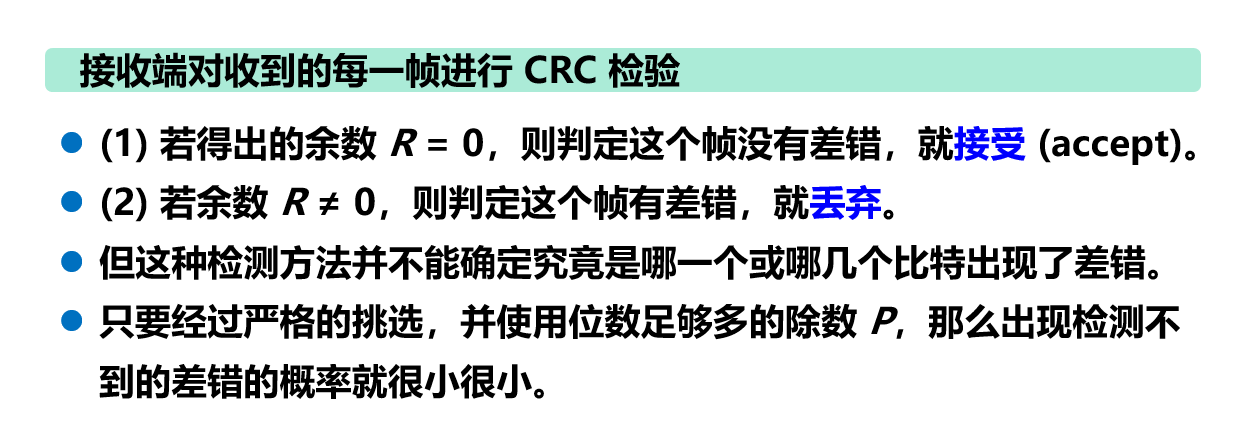 接收端对收到的每一帧进行 CRC 检验
(1) 若得出的余数 R = 0，则判定这个帧没有差错，就接受 (accept)。
(2) 若余数 R ≠ 0，则判定这个帧有差错，就丢弃。
但这种检测方法并不能确定究竟是哪一个或哪几个比特出现了差错。
只要经过严格的挑选，并使用位数足够多的除数 P，那么出现检测不
到的差错的概率就很小很小。